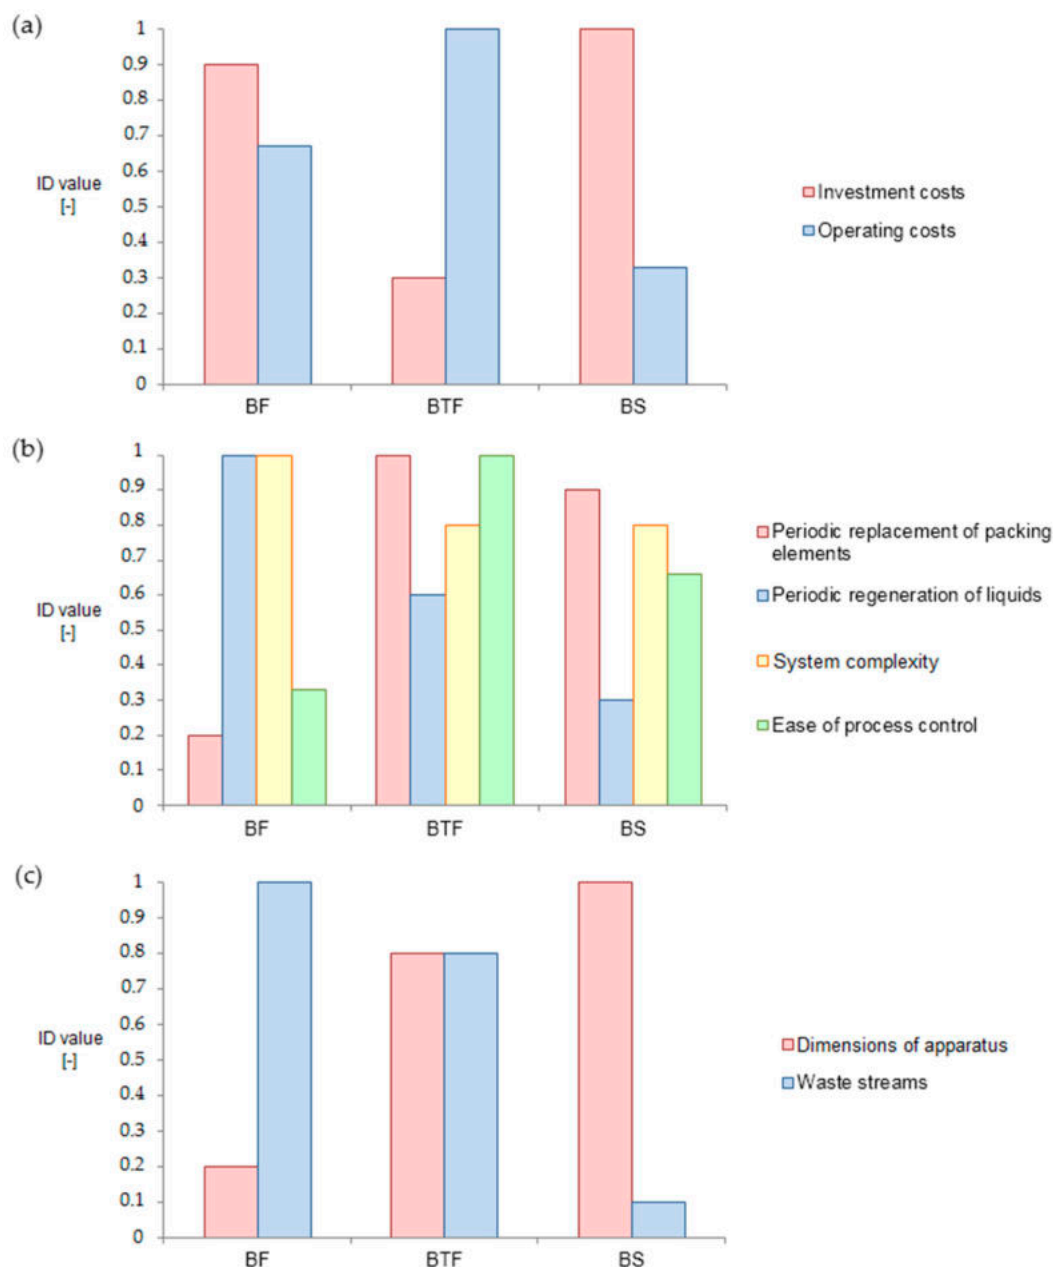 (a)
1
0.9
0.8
0.7
0.6
0.5
0.4
0.3
0.2
0.1
0
ID value
[-]
BF BTF BS
Investment costs
Operating costs
(b)
1
0.9
0.8
0.7
0.6
0.5
0.4
0.3
0.2
0.1
0
ID value
[-]
BF BTF BS
Periodic replacement of packing
elements
Periodic regeneration of liquids
System complexity
Ease of process control
(c)
1
0.9
0.8
0.7
0.6
0.5
0.4
0.3
0.2
0.1
0
ID value
[-]
BF BTF BS
Dimensions of apparatus
Waste streams